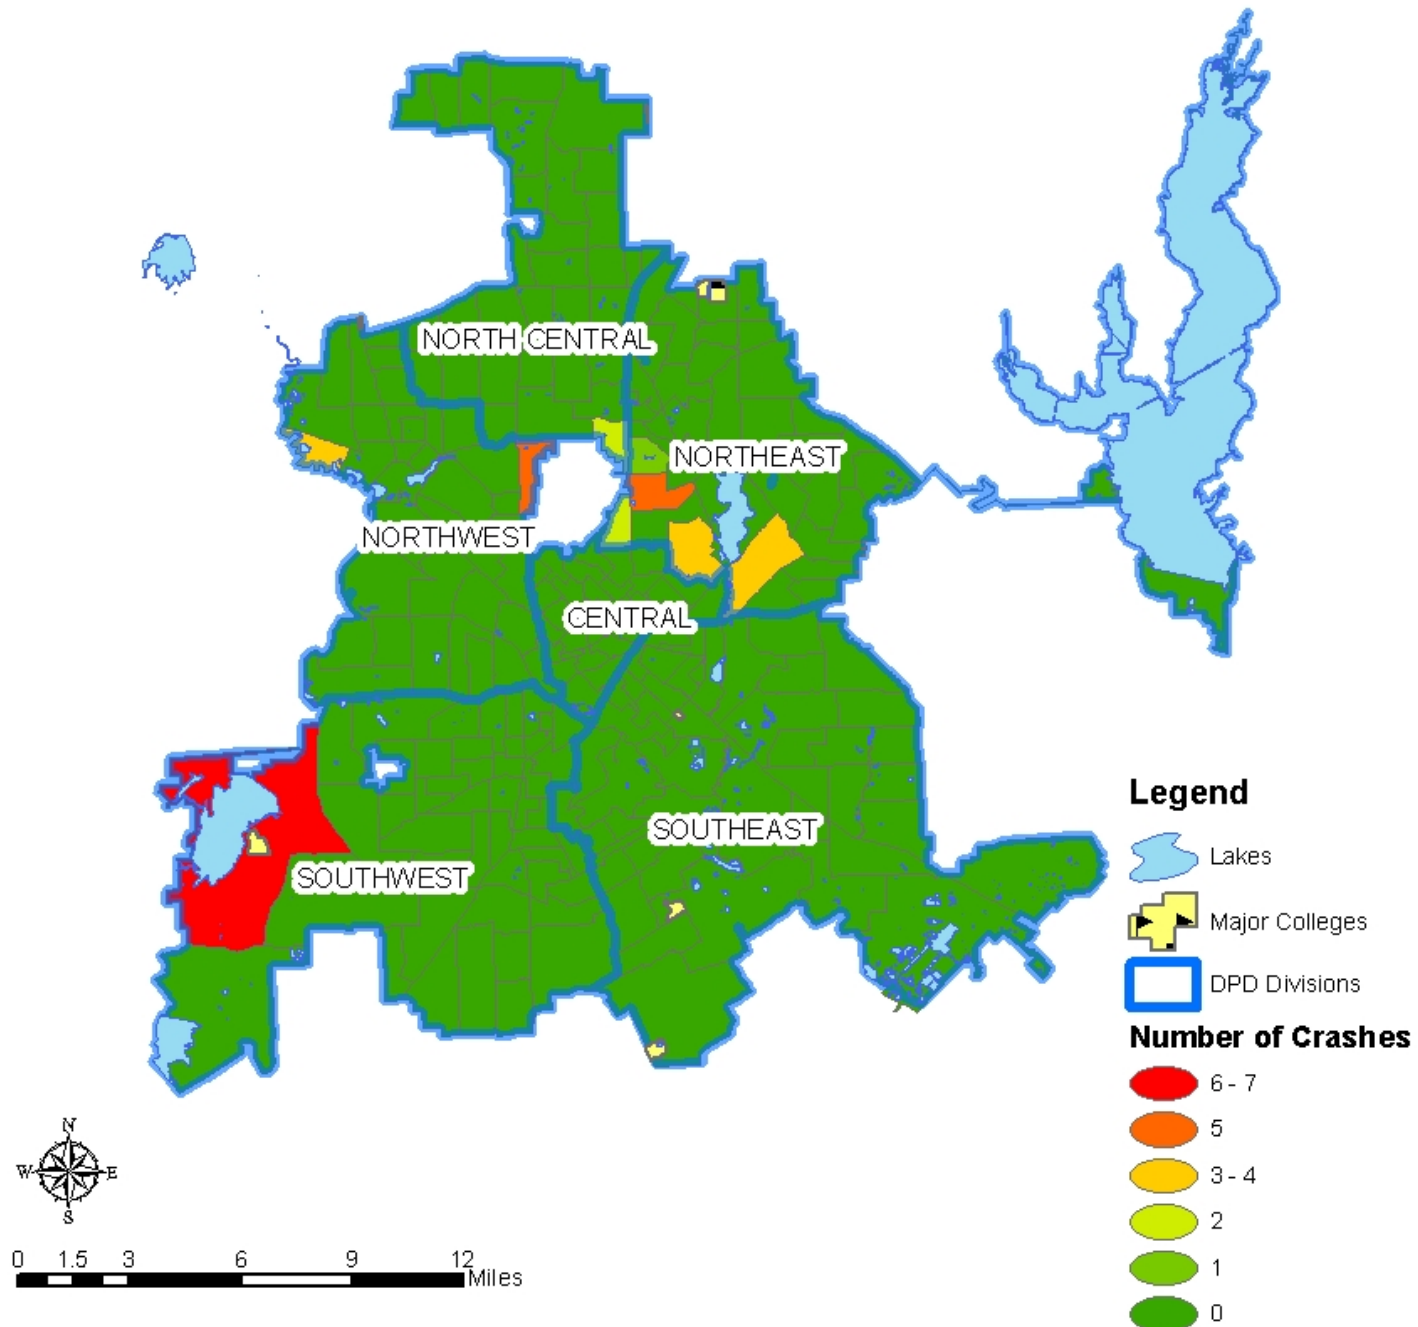 NORTH CENTRAL
NORTHEAST
NORTHWEST
CENTRAL
SOUTHEAST
SOUTHWEST
Legend
Lakes
Major Colleges
DPD Divisions
Number of Crashes
6 - 7
5
3 - 4
2
1
0
N
W E
S
0 1.5 3 6 9 12
Miles